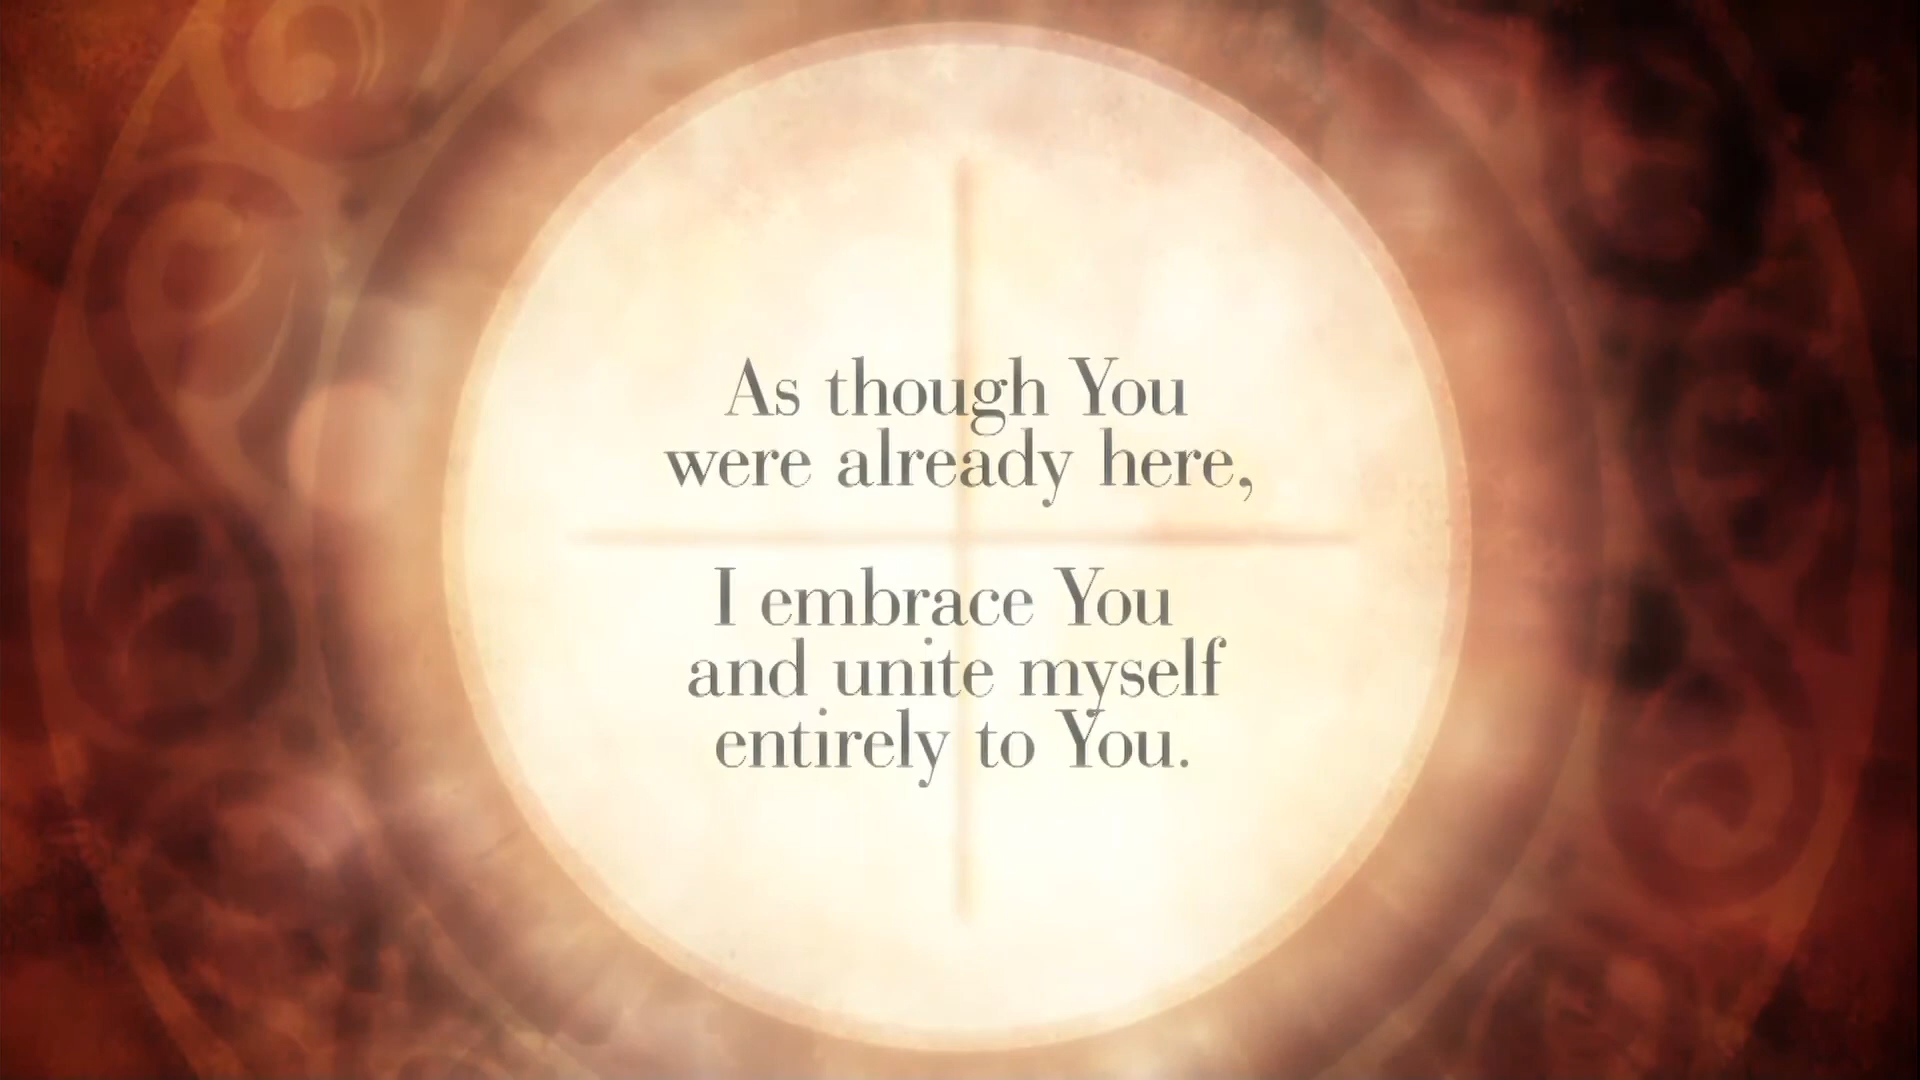 As though You
were already here,
I embrace You
and unite myself
entirely to You.